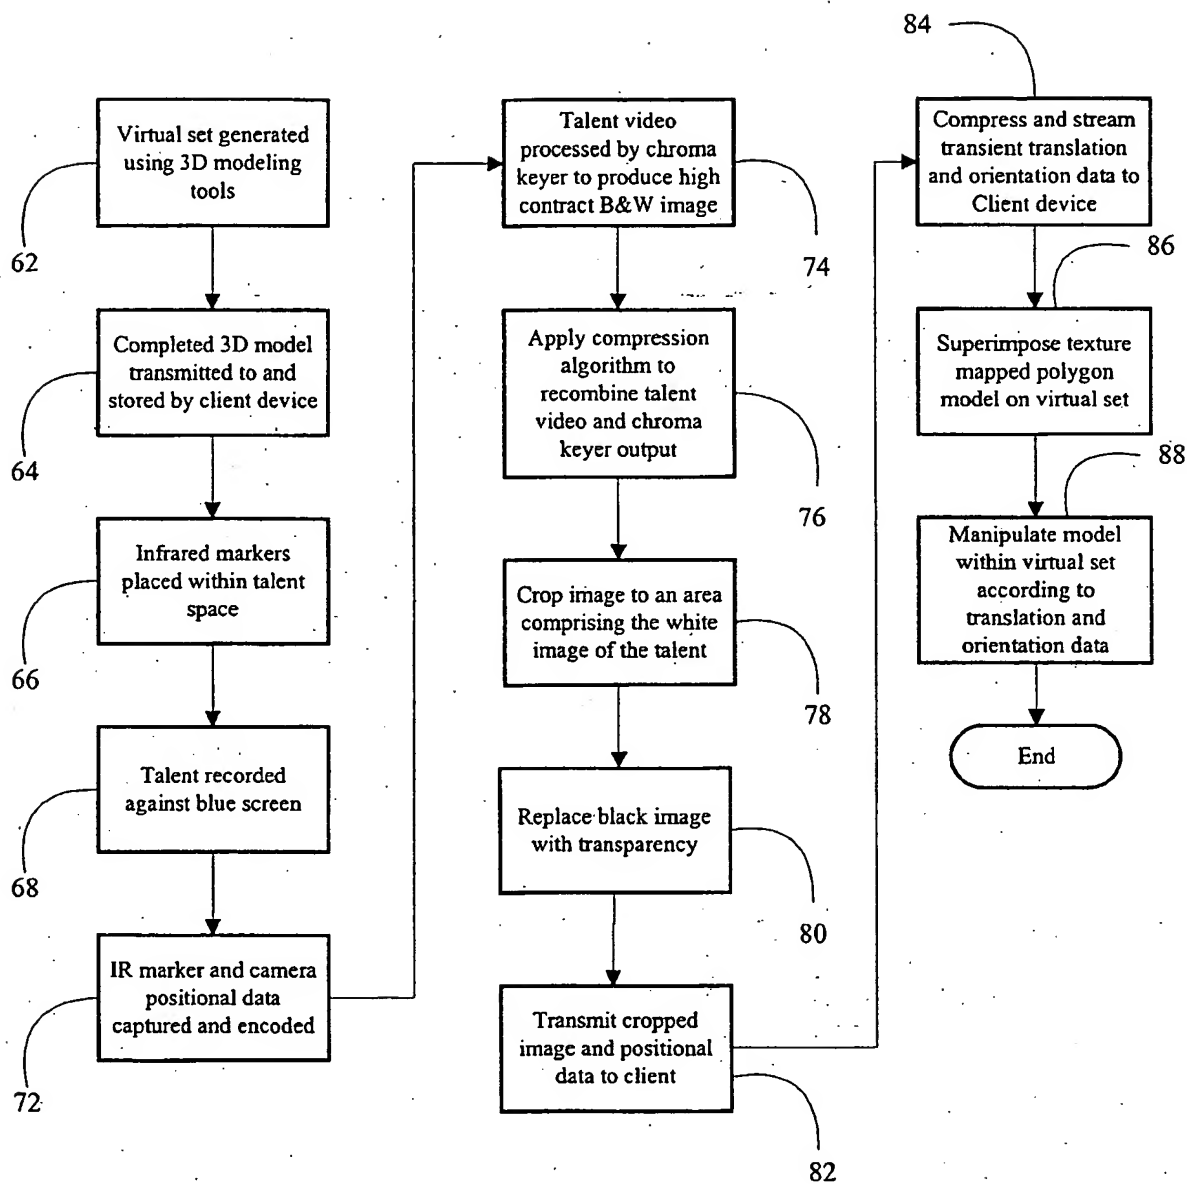 Virtual set generated
using 3D modeling
tools
62
Completed 3D model
transmitted to and
stored by client device
64
Infrared markers
placed within talent
space
66
Talent recorded
against blue screen
68
IR marker and camera
positional data
captured and encoded
72
Talent video
processed by chroma
keyer to produce high
contract B&W image
74
Apply compression
algorithm to
recombine talent
video and chroma
keyer output
76
Crop image to an area
comprising the white
image of the talent
78
Replace black image
with transparency
80
Transmit cropped
image and positional
data to client
82
84
Compress and stream
transient translation
and orientation data to
Client device
86
Superimpose texture
mapped polygon
model on virtual set
88
Manipulate model
within virtual set
according to
translation and
orientation data
End